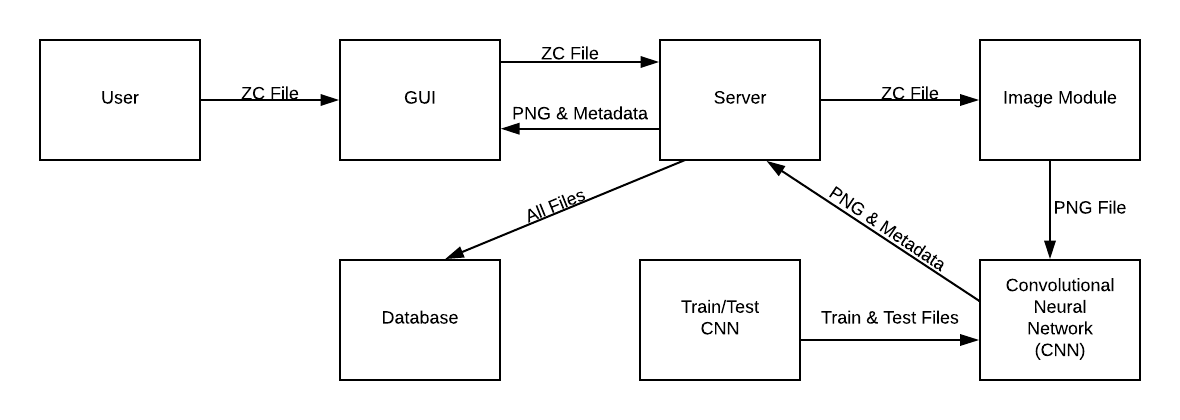 ZC File
User
ZC File
GUI
PNG & Metadata
Server
ZC File
Image Module
All Files
PNG & Metadata
PNG File
Database
Train/Test
CNN
Train & Test Files
Convolutional
Neural
Network
(CNN)